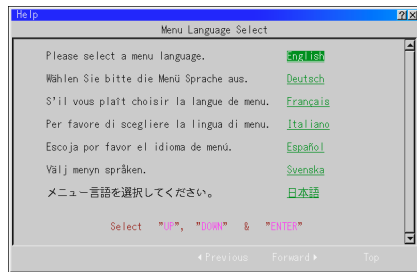 Help
Menu Language Select
Please select a menu language. English
Wählen Sie bitte die Menü Sprache aus. Deutsch
S'il vous plaît choisir la langue de menu. Français
Per favore di scegliere la lingua di menu. Italiano
Escoja por favor el idioma de menú. Español
Välj menyn språken. Svenska
メニュー言語を選択してください。 日本語
Select "UP", "DOWN" & "ENTER"
Previous Forward Top